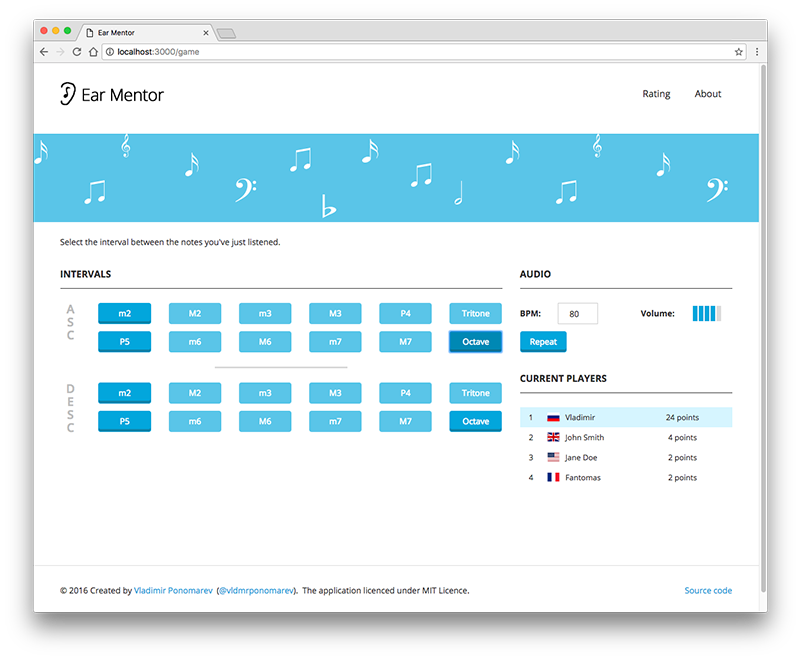 Ear Mentor
localhost:3000/game
Ear Mentor
Rating
About
Select the interval between the notes you've just listened.
INTERVALS
ASC
m2 M2 m3 M3 P4 Tritone
P5 m6 M6 m7 M7 Octave
DESC
m2 M2 m3 M3 P4 Tritone
P5 m6 M6 m7 M7 Octave
AUDIO
BPM: 80 Volume:
Repeat
CURRENT PLAYERS
1 Vladimir 24 points
2 John Smith 4 points
3 Jane Doe 2 points
4 Fantomas 2 points
© 2016 Created by Vladimir Ponomarev (@vldmrponomarev). The application licenced under MIT Licence.
Source code